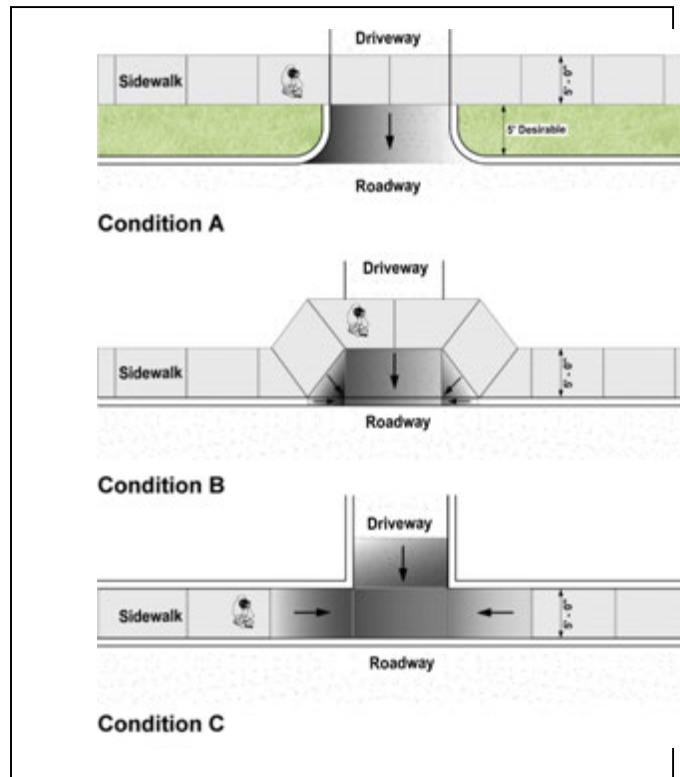 Driveway
Sidewalk
5' - 0"
5' Desirable
Roadway
Condition A
Driveway
Sidewalk
5' - 0"
Roadway
Condition B
Driveway
Sidewalk
5' - 0"
Roadway
Condition C